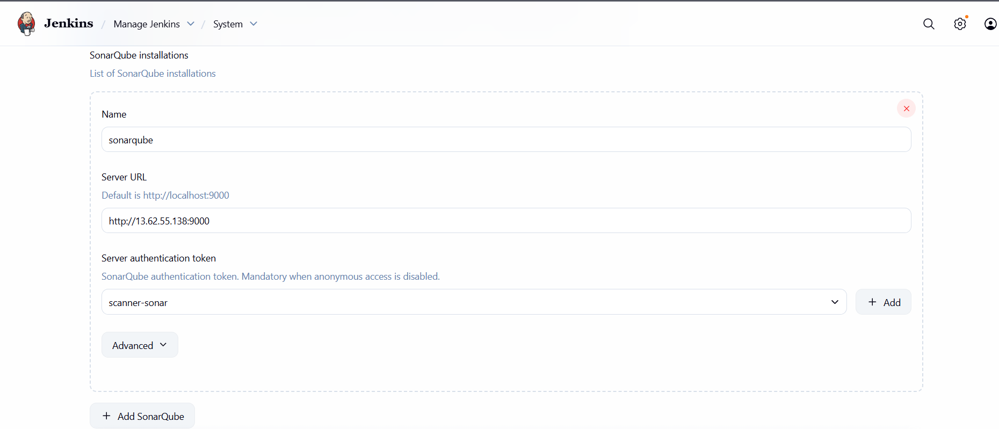 Jenkins / Manage Jenkins / System
SonarQube installations
List of SonarQube installations
Name
sonarqube
Server URL
Default is http://localhost:9000
http://13.62.55.138:9000
Server authentication token
SonarQube authentication token. Mandatory when anonymous access is disabled.
scanner-sonar
+ Add
Advanced
+ Add SonarQube